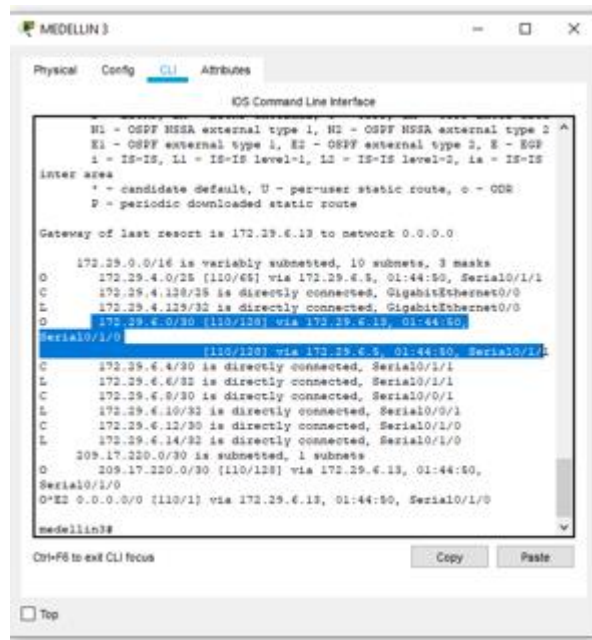 MEDELLIN 3
Physical Config CLI Attributes
IOS Command Line Interface
N1 - OSPF NSSA external type 1, N2 - OSPF NSSA external type 2
E1 - OSPF external type 1, E2 - OSPF external type 2, E - EGP
i - IS-IS, L1 - IS-IS level-1, L2 - IS-IS level-2, ia - IS-IS
inter area
* - candidate default, U - per-user static route, o - ODR
P - periodic downloaded static route
Gateway of last resort is 172.29.6.13 to network 0.0.0.0
172.29.0.0/16 is variably subnetted, 10 subnets, 3 masks
O 172.29.4.0/25 [110/65] via 172.29.6.5, 01:44:50, Serial0/1/1
C 172.29.4.128/25 is directly connected, GigabitEthernet0/0
L 172.29.4.129/32 is directly connected, GigabitEthernet0/0
O 172.29.6.0/30 [110/128] via 172.29.6.13, 01:44:50,
Serial0/1/0
[110/128] via 172.29.6.5, 01:44:50, Serial0/1/1
C 172.29.6.4/30 is directly connected, Serial0/1/1
L 172.29.6.6/32 is directly connected, Serial0/1/1
C 172.29.6.8/30 is directly connected, Serial0/0/1
L 172.29.6.10/32 is directly connected, Serial0/0/1
C 172.29.6.12/30 is directly connected, Serial0/1/0
L 172.29.6.14/32 is directly connected, Serial0/1/0
209.17.220.0/30 is subnetted, 1 subnets
O 209.17.220.0/30 [110/128] via 172.29.6.13, 01:44:50,
Serial0/1/0
O*E2 0.0.0.0/0 [110/1] via 172.29.6.13, 01:44:50, Serial0/1/0
medellin3#
Ctrl+F6 to exit CLI focus
Copy Paste
Top